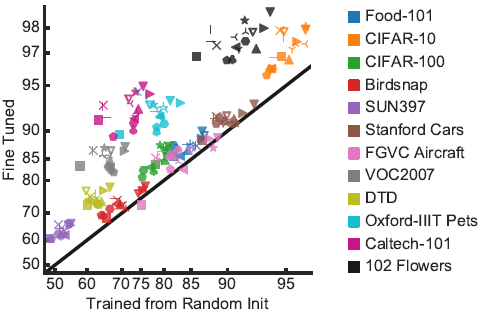 98
97
95
90
85
80
70
60
50
Fine Tuned
50 60 70 75 80 85 90 95
Trained from Random Init
Food-101
CIFAR-10
CIFAR-100
Birdsnap
SUN397
Stanford Cars
FGVC Aircraft
VOC2007
DTD
Oxford-IIIT Pets
Caltech-101
102 Flowers